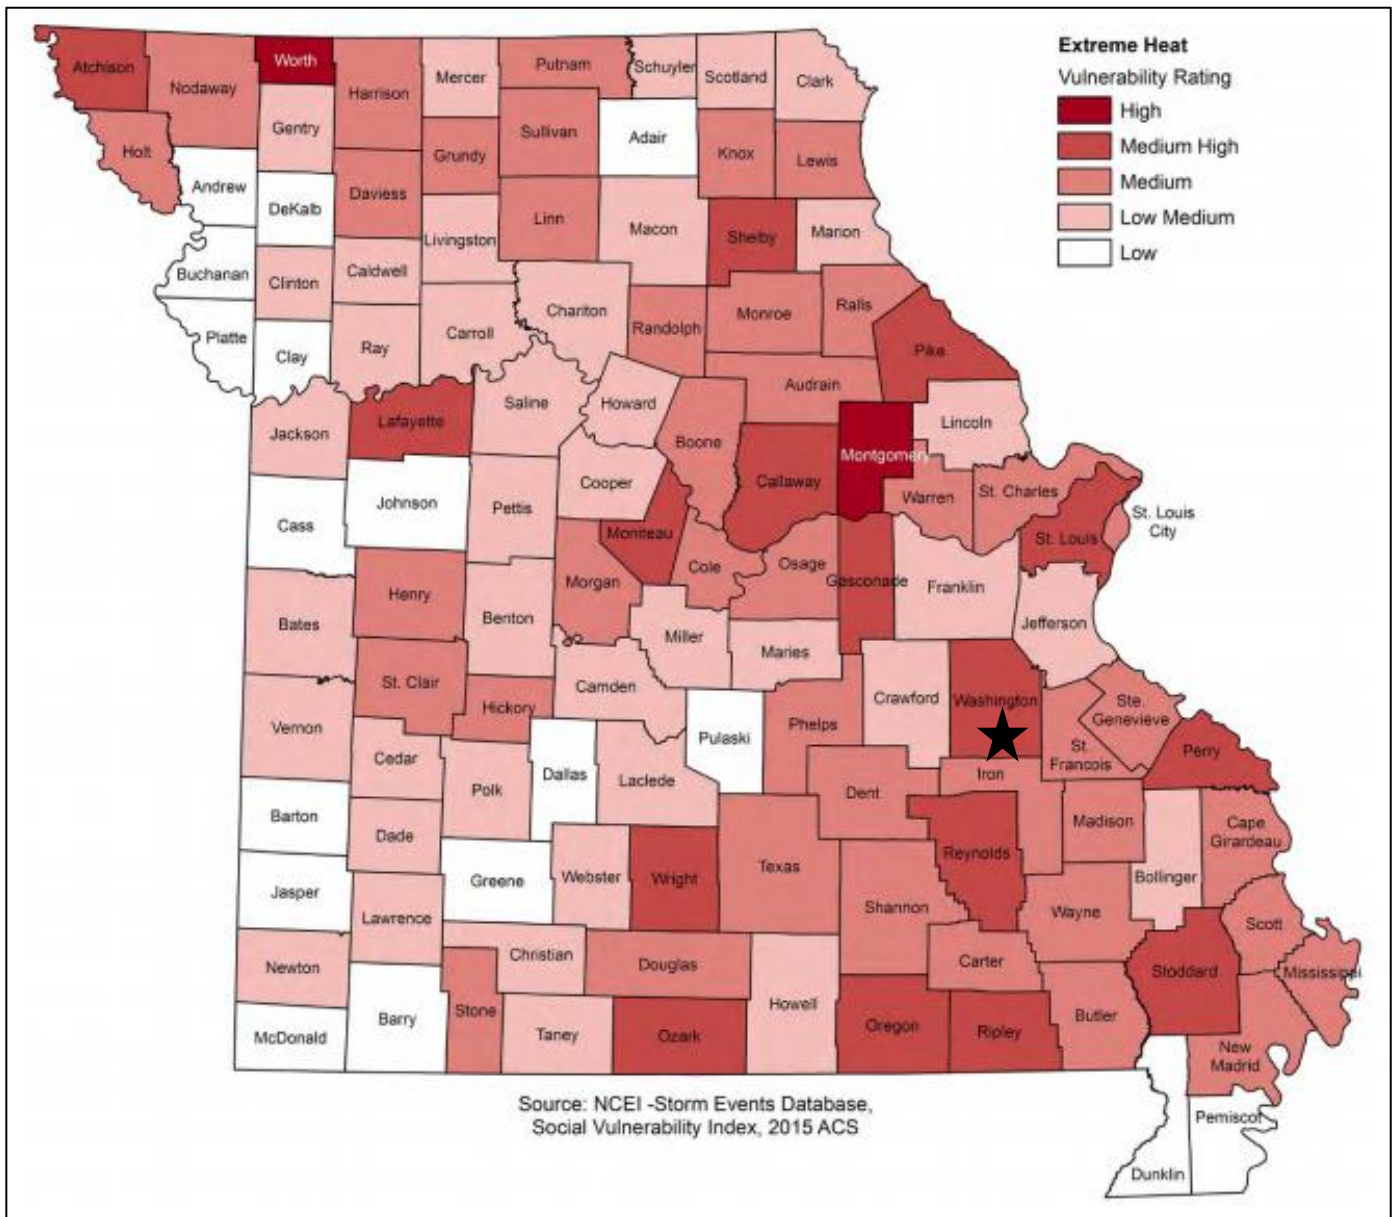 Extreme Heat
Vulnerability Rating
High
Medium High
Medium
Low Medium
Low
Atchison
Nodaway
Worth
Harrison
Mercer
Putnam
Schuyler
Scotland
Clark
Gentry
Holt
Andrew
DeKalb
Daviess
Grundy
Sullivan
Adair
Knox
Lewis
Buchanan
Clinton
Caldwell
Livingston
Linn
Macon
Shelby
Marion
Platte
Clay
Ray
Carroll
Chariton
Randolph
Monroe
Ralls
Pike
Jackson
Lafayette
Saline
Howard
Boone
Audrain
Callaway
Montgomery
Lincoln
Warren
St. Charles
St. Louis
St. Louis
City
Cass
Johnson
Pettis
Cooper
Moniteau
Cole
Osage
Gasconade
Franklin
Jefferson
Bates
Henry
Benton
Morgan
Miller
Maries
Vernon
St. Clair
Hickory
Camden
Pulaski
Phelps
Crawford
Washington
St.
Francois
Ste.
Genevieve
Perry
Barton
Cedar
Polk
Dallas
Laclede
Dent
Iron
Madison
Bollinger
Cape
Girardeau
Jasper
Dade
Greene
Webster
Wright
Texas
Shannon
Reynolds
Wayne
Scott
Newton
Lawrence
Christian
Douglas
Howell
Carter
Butler
Stoddard
Mississippi
McDonald
Barry
Stone
Taney
Ozark
Oregon
Ripley
New
Madrid
Pemiscot
Dunklin
Source: NCEI -Storm Events Database,
Social Vulnerability Index, 2015 ACS